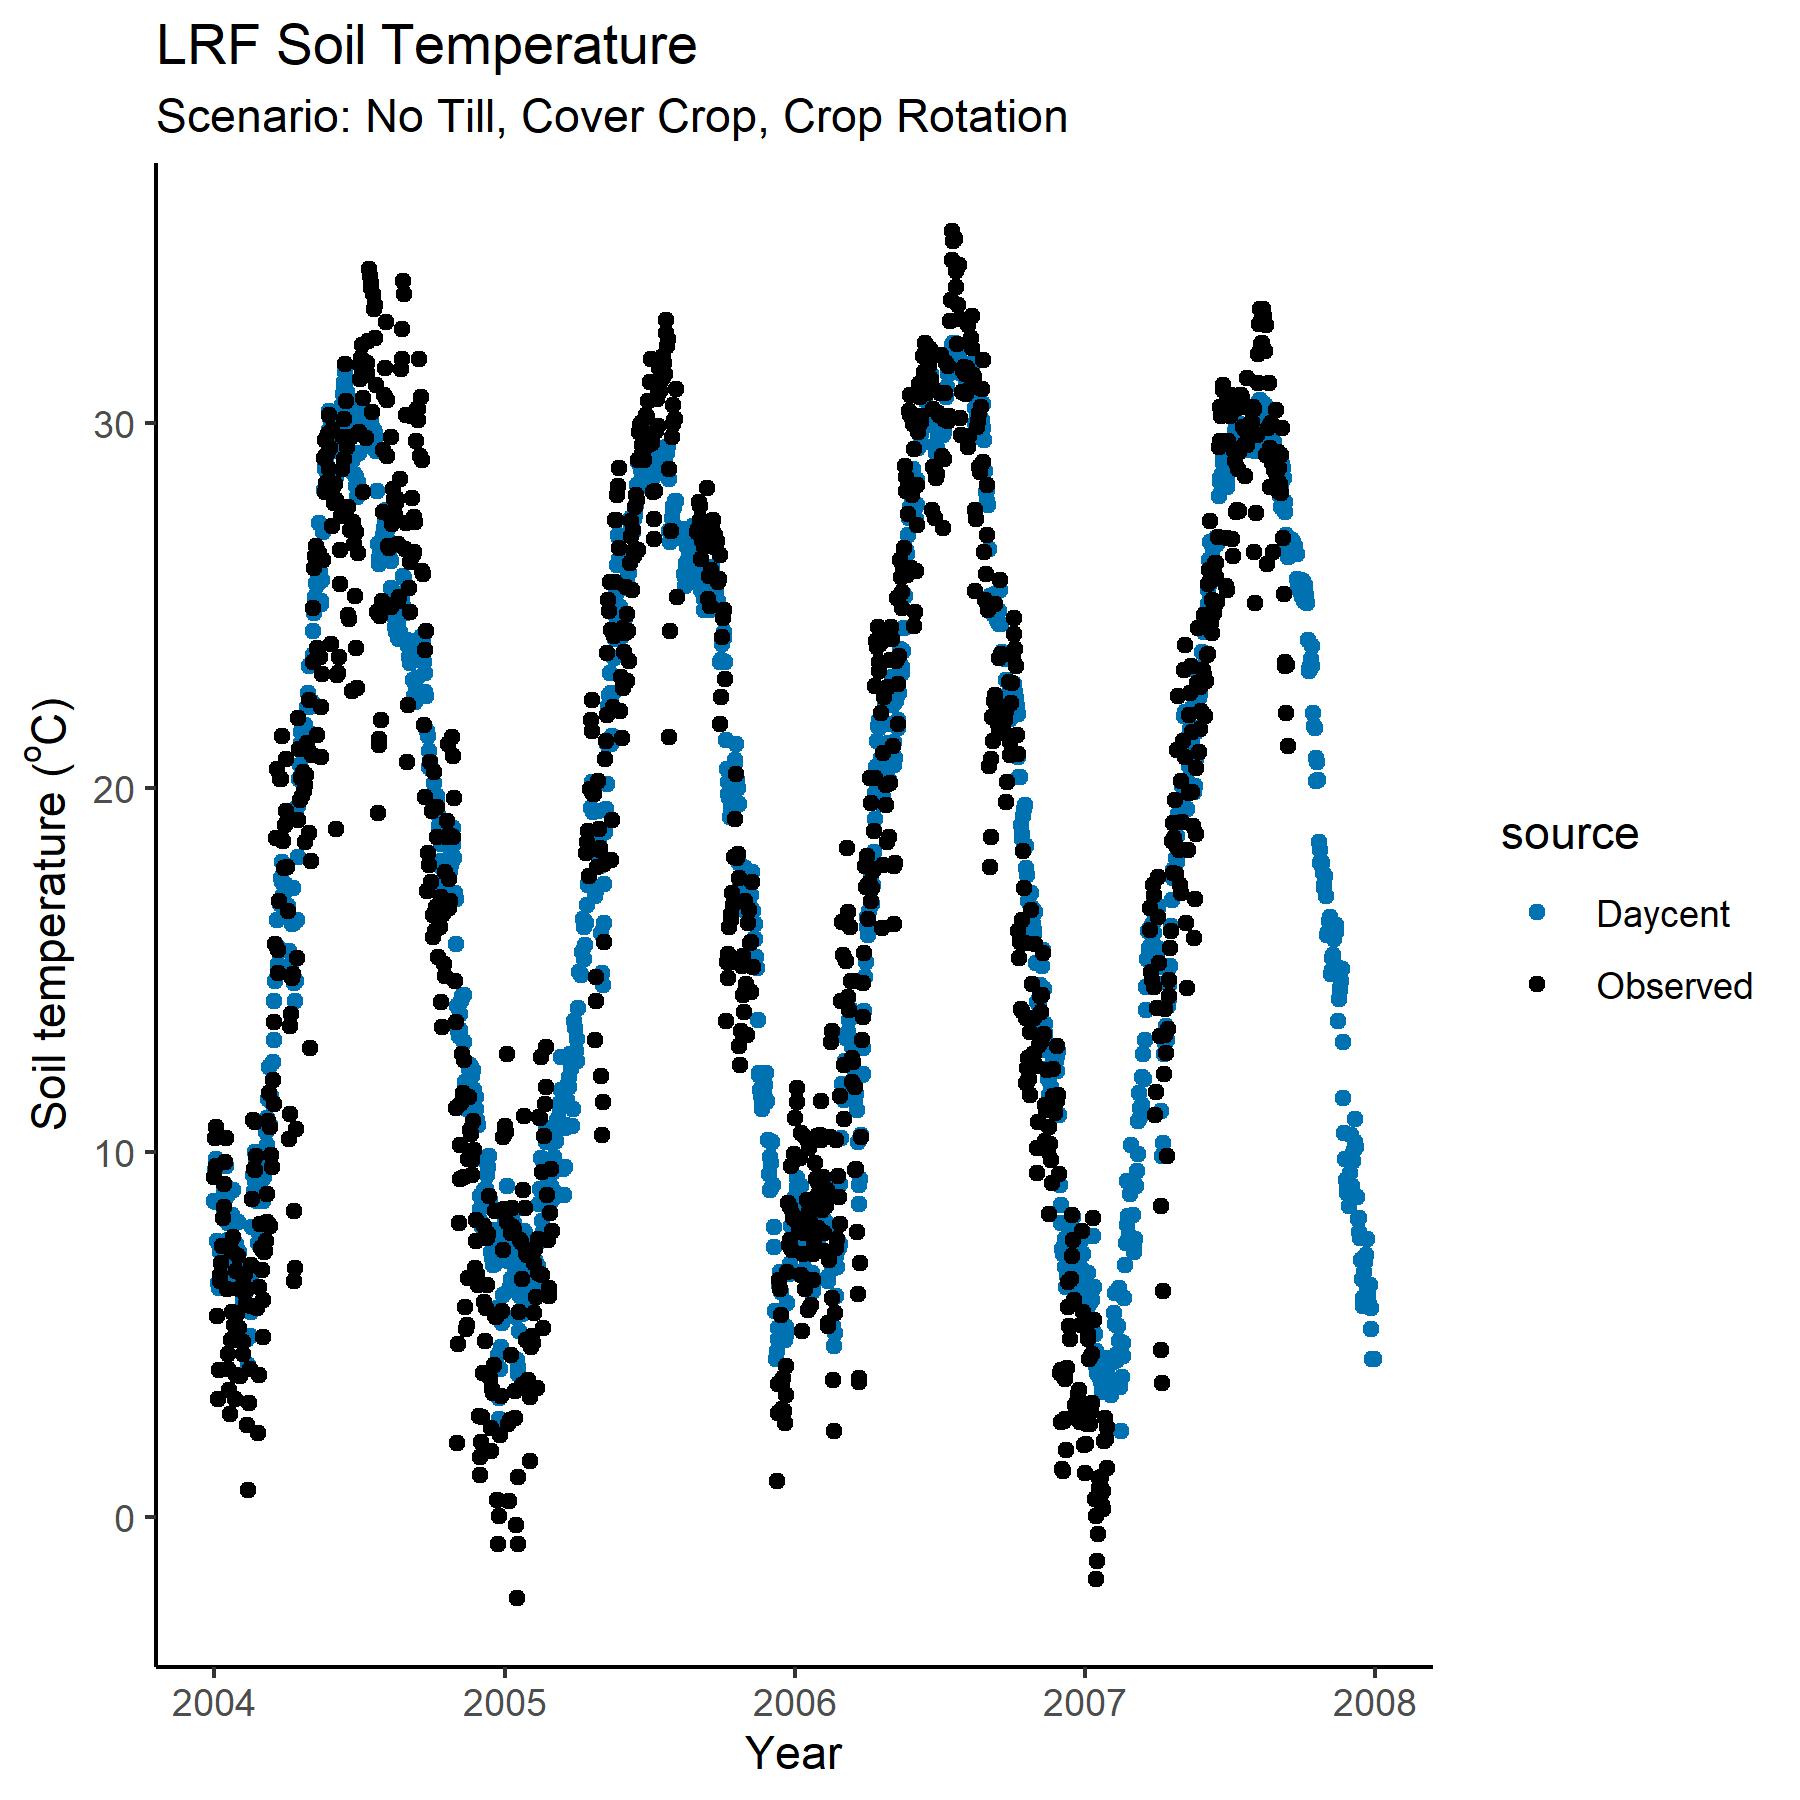 LRF Soil Temperature
Scenario: No Till, Cover Crop, Crop Rotation
Soil temperature (°C)
30
20
10
0
2004 2005 2006 2007 2008
Year
source
Daycent
Observed